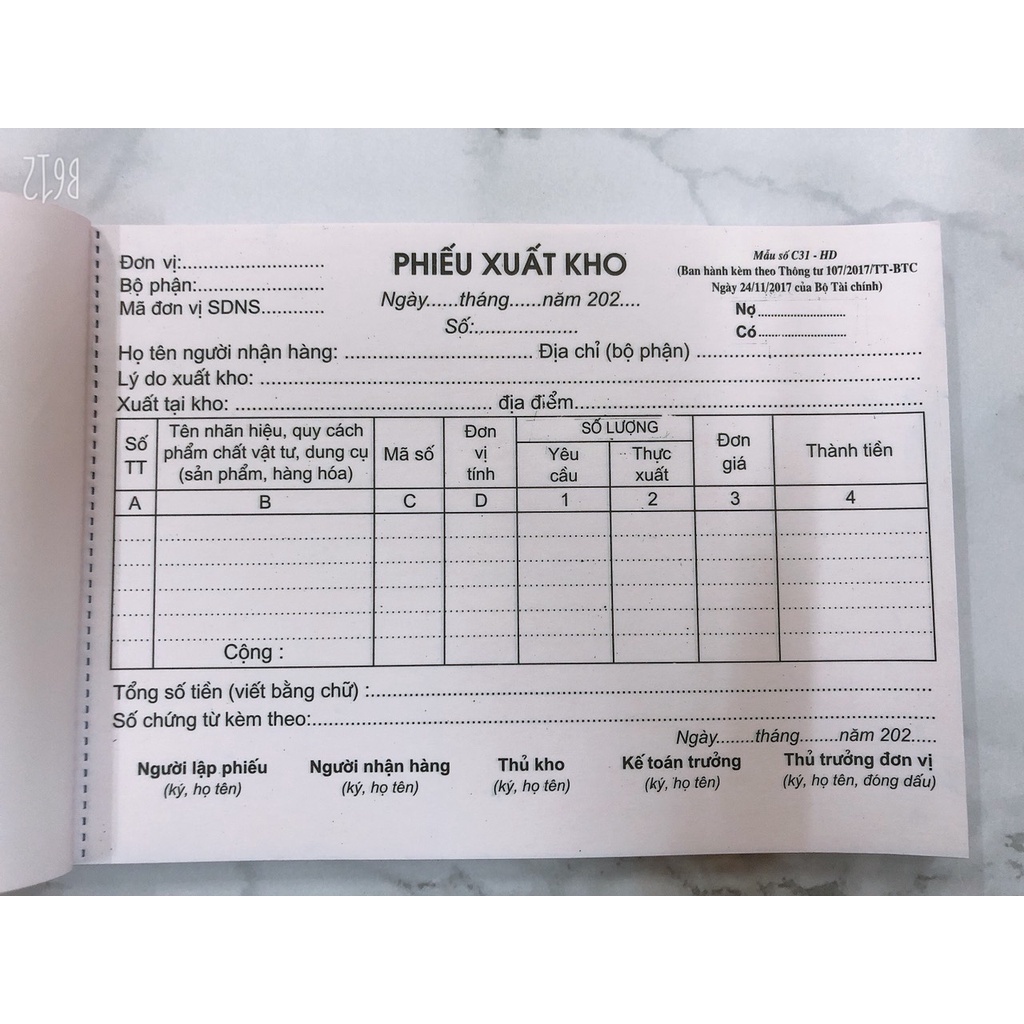 B612
Đơn vị:........................
Bộ phận:......................
Mã đơn vị SDNS............
PHIẾU XUẤT KHO
Ngày......tháng......năm 202....
Số:...................
Mẫu số C31 - HD
(Ban hành kèm theo Thông tư 107/2017/TT-BTC
Ngày 24/11/2017 của Bộ Tài chính)
Nợ ...........................
Có ...........................
Họ tên người nhận hàng: .................................. Địa chỉ (bộ phận) .........................................
Lý do xuất kho: ........................................................................................................................
Xuất tại kho: ............................................... địa điểm...............................................................
Số TT
Tên nhãn hiệu, quy cách
phẩm chất vật tư, dung cụ
(sản phẩm, hàng hóa)
Mã số
Đơn
vị
tính
SỐ LƯỢNG
Yêu
cầu
Thực
xuất
Đơn
giá
Thành tiền
A B C D 1 2 3 4
Cộng :
Tổng số tiền (viết bằng chữ) :.....................................................................................................
Số chứng từ kèm theo:...............................................................................................................
Ngày.......tháng........năm 202.....
Người lập phiếu Người nhận hàng Thủ kho Kế toán trưởng Thủ trưởng đơn vị
(ký, họ tên) (ký, họ tên) (ký, họ tên) (ký, họ tên) (ký, họ tên, đóng dấu)